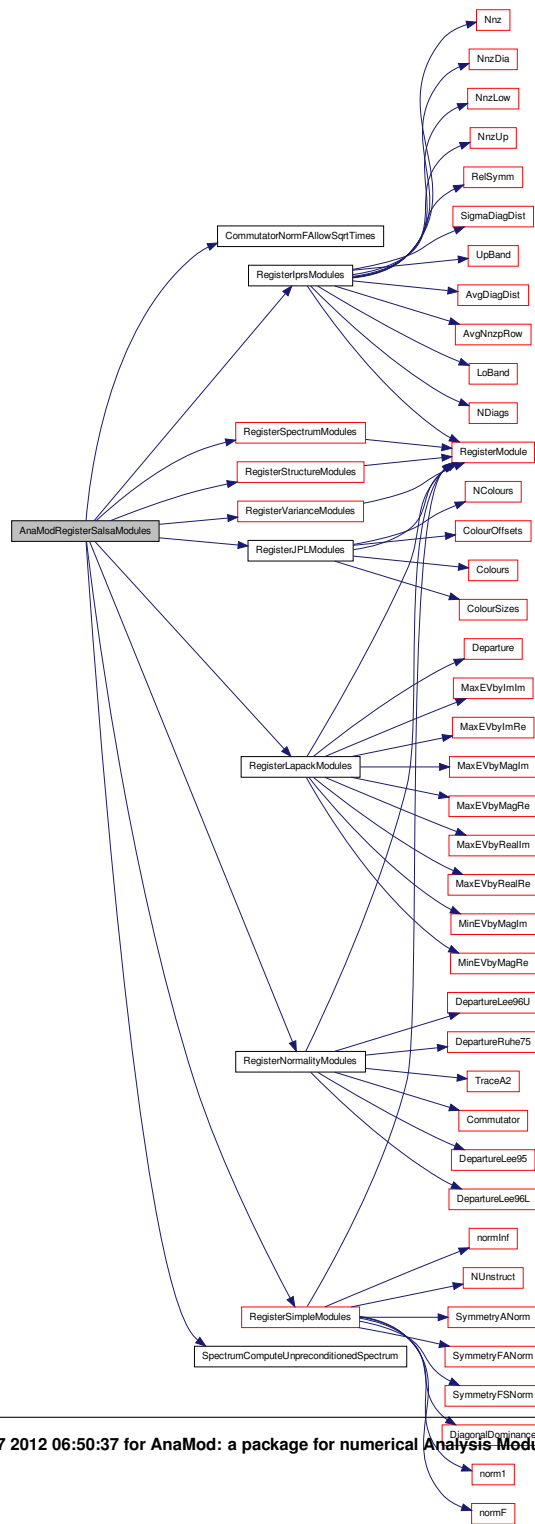 Nnz
NnzDia
NnzLow
NnzUp
RelSymm
SigmaDiagDist
CommutatorNormFAllowSqrtTimes
UpBand
RegisterIprsModules
AvgDiagDist
AvgNnzpRow
LoBand
NDiags
RegisterSpectrumModules
RegisterModule
RegisterStructureModules
NColours
RegisterVarianceModules
AnaModRegisterSalsaModules
ColourOffsets
RegisterJPLModules
Colours
ColourSizes
Departure
MaxEVbyImIm
MaxEVbyImRe
RegisterLapackModules
MaxEVbyMagIm
MaxEVbyMagRe
MaxEVbyRealIm
MaxEVbyRealRe
MinEVbyMagIm
MinEVbyMagRe
DepartureLee96U
DepartureRuhe75
RegisterNormalityModules
TraceA2
Commutator
DepartureLee95
DepartureLee96L
normInf
NUnstruct
RegisterSimpleModules
SymmetryANorm
SpectrumComputeUnpreconditionedSpectrum
SymmetryFANorm
SymmetryFSNorm
DiagonalDominance
7 2012 06:50:37 for AnaMod: a package for numerical Analysis Modu
norm1
normF